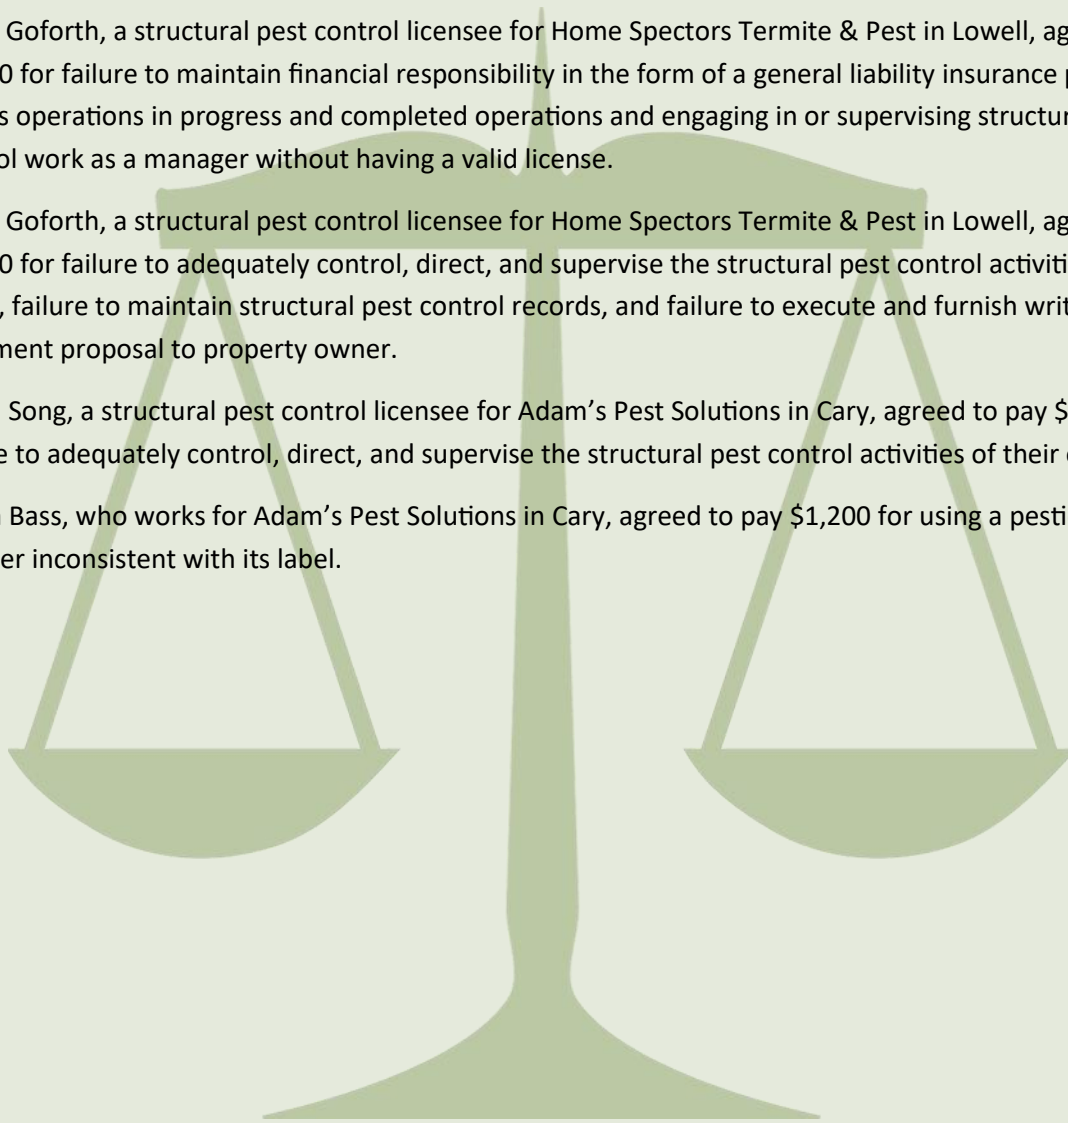 Goforth, a structural pest control licensee for Home Spectors Termite & Pest in Lowell, ag
0 for failure to maintain financial responsibility in the form of a general liability insurance
s operations in progress and completed operations and engaging in or supervising structur
ol work as a manager without having a valid license.
Goforth, a structural pest control licensee for Home Spectors Termite & Pest in Lowell, ag
0 for failure to adequately control, direct, and supervise the structural pest control activiti
, failure to maintain structural pest control records, and failure to execute and furnish writ
ment proposal to property owner.
Song, a structural pest control licensee for Adam’s Pest Solutions in Cary, agreed to pay $
e to adequately control, direct, and supervise the structural pest control activities of their
Bass, who works for Adam’s Pest Solutions in Cary, agreed to pay $1,200 for using a pesti
er inconsistent with its label.